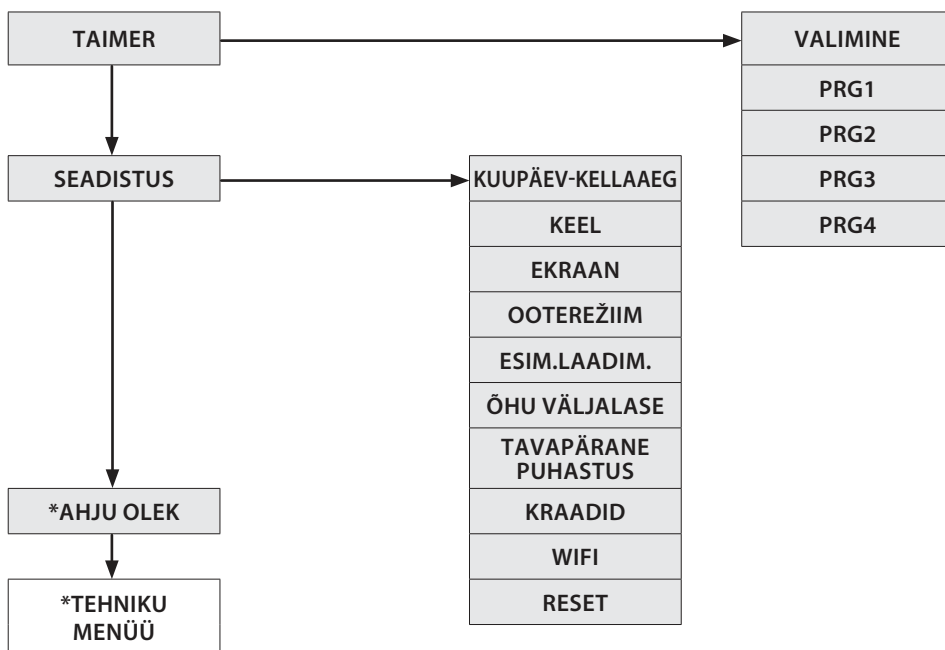 TAIMER
VALIMINE
PRG1
PRG2
PRG3
PRG4
SEADISTUS
KUUPÄEV-KELLAAEG
KEEL
EKRAAN
OOTEREŽIIM
ESIM.LAADIM.
ÕHU VÄLJALASE
TAVAPÄRANE
PUHASTUS
KRAADID
WIFI
RESET
*AHJU OLEK
*TEHNIKU
MENÜÜ